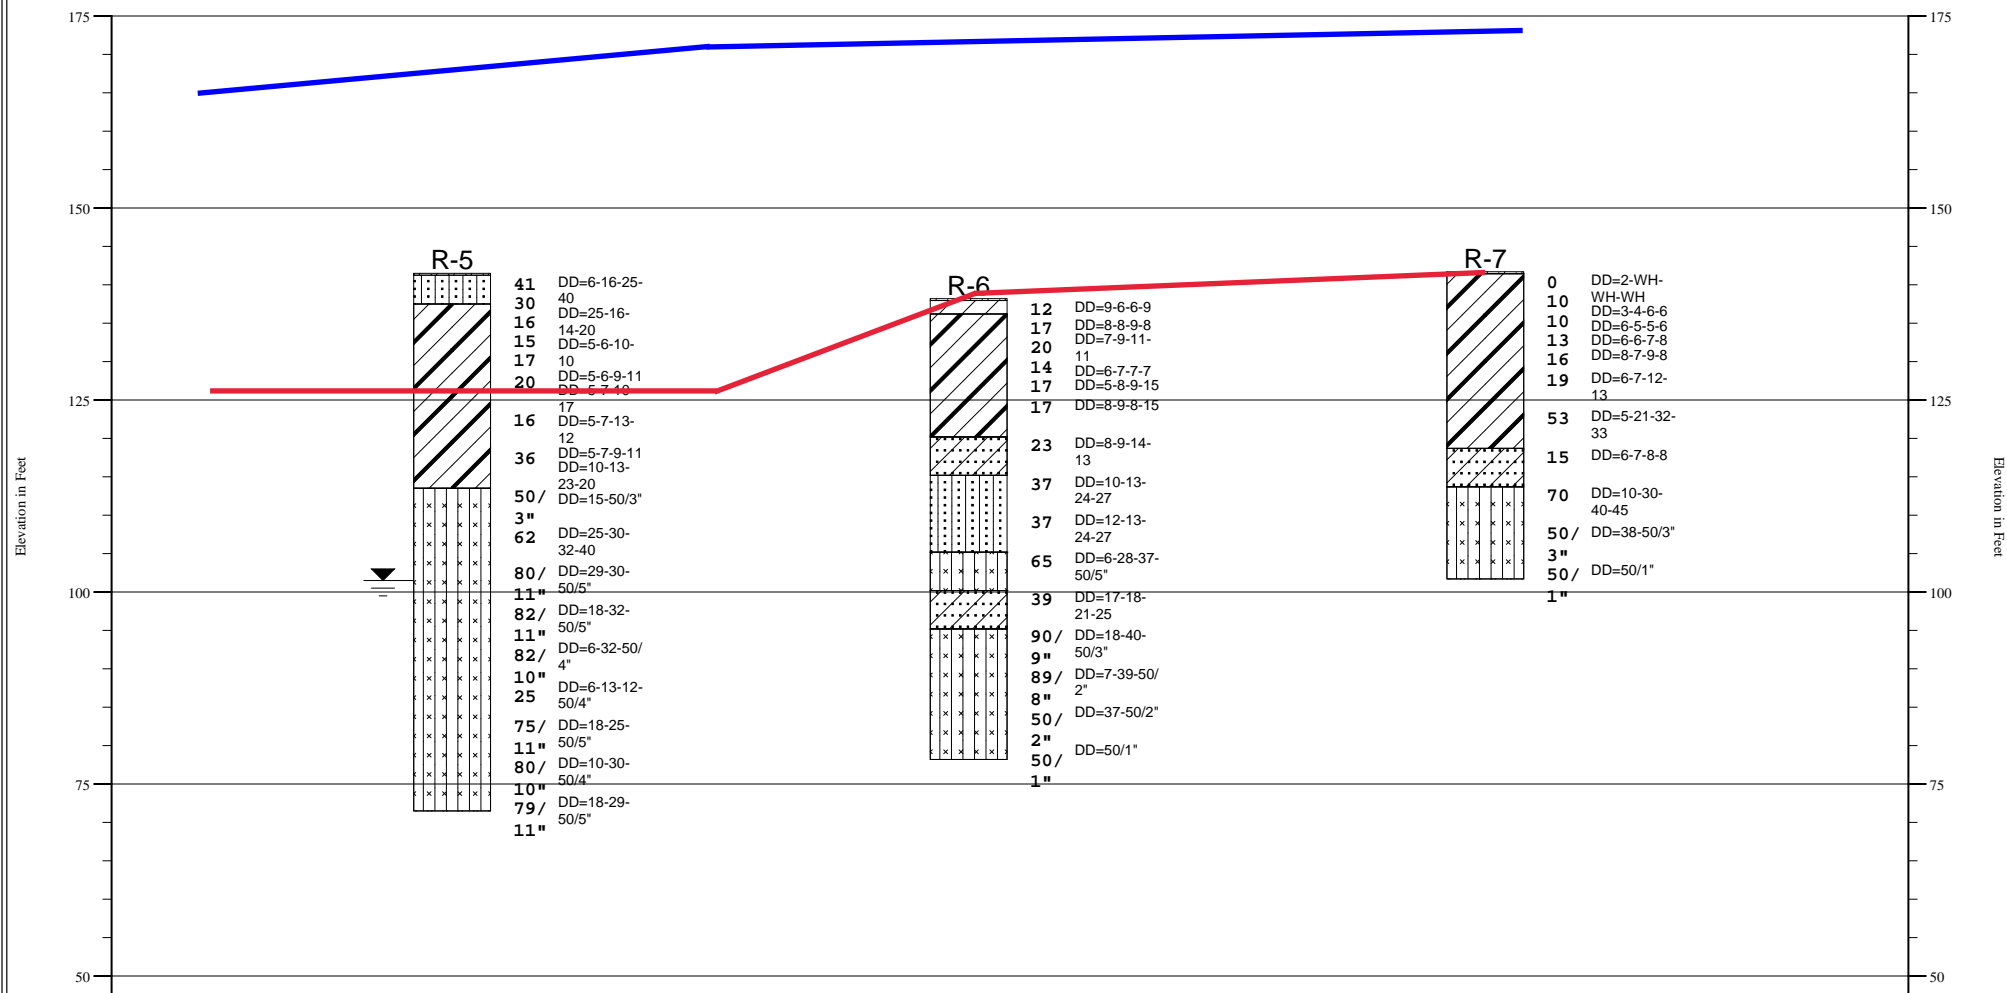 175
175
150
150
125
125
100
100
75
75
50
50
Elevation in Feet
Elevation in Feet
R-5
41
30
16
15
17
20
16
36
50/
3"
62
80/
11"
82/
11"
82/
10"
25
75/
11"
80/
10"
79/
11"
DD=6-16-25-
40
DD=25-16-
14-20
DD=5-6-10-
10
DD=5-6-9-11
DD=5-7-10-
17
DD=5-7-13-
12
DD=5-7-9-11
DD=10-13-
23-20
DD=15-50/3"
DD=25-30-
32-40
DD=29-30-
50/5"
DD=18-32-
50/5"
DD=6-32-50/
4"
DD=6-13-12-
50/4"
DD=18-25-
50/5"
DD=10-30-
50/4"
DD=18-29-
50/5"
R-6
12
17
20
14
17
17
23
37
37
65
39
90/
9"
89/
8"
50/
2"
50/
1"
DD=9-6-6-9
DD=8-8-9-8
DD=7-9-11-
11
DD=6-7-7-7
DD=5-8-9-15
DD=8-9-8-15
DD=8-9-14-
13
DD=10-13-
24-27
DD=12-13-
24-27
DD=6-28-37-
50/5"
DD=17-18-
21-25
DD=18-40-
50/3"
DD=7-39-50/
2"
DD=37-50/2"
DD=50/1"
R-7
0
10
10
13
16
19
53
15
70
50/
3"
50/
1"
DD=2-WH-
WH-WH
DD=3-4-6-6
DD=6-5-5-6
DD=6-6-7-8
DD=8-7-9-8
DD=6-7-12-
13
DD=5-21-32-
33
DD=6-7-8-8
DD=10-30-
40-45
DD=38-50/3"
DD=50/1"